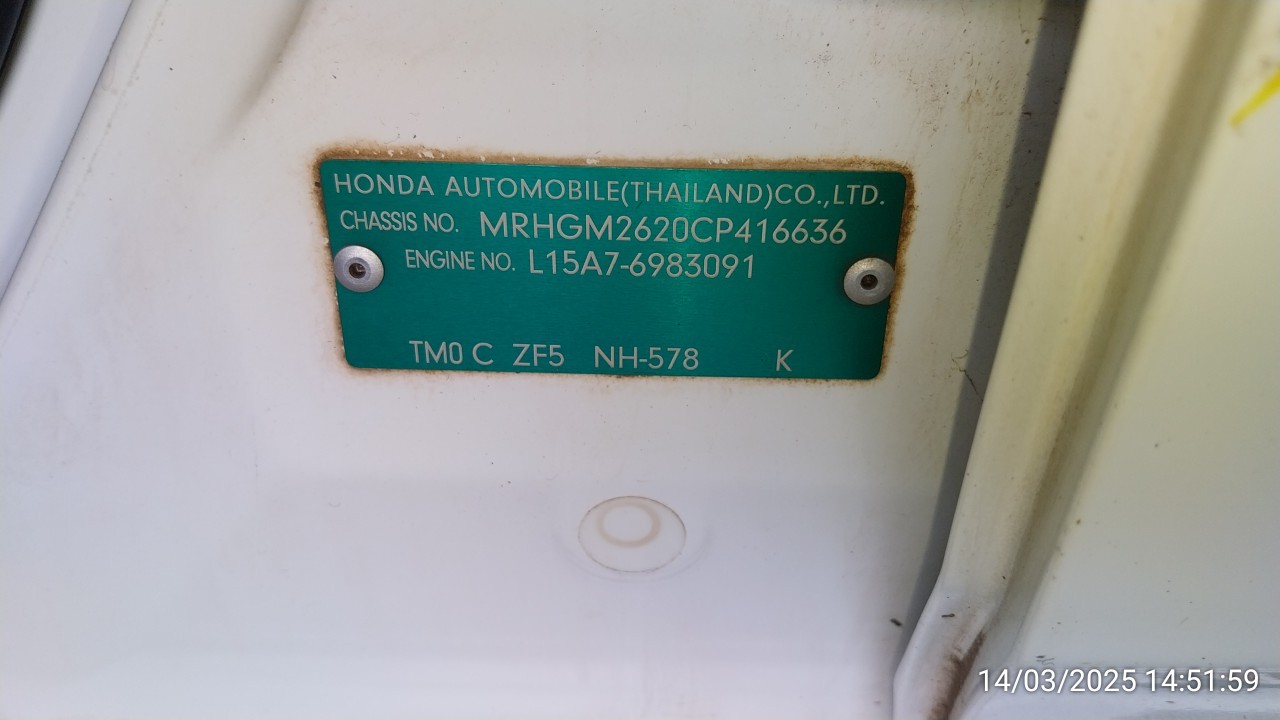 HONDA AUTOMOBILE(THAILAND)CO.,LTD.
CHASSIS NO. MRHGM2620CP416636
ENGINE NO. L15A7-6983091
TM0 C ZF5 NH-578 K
14/03/2025 14:51:59